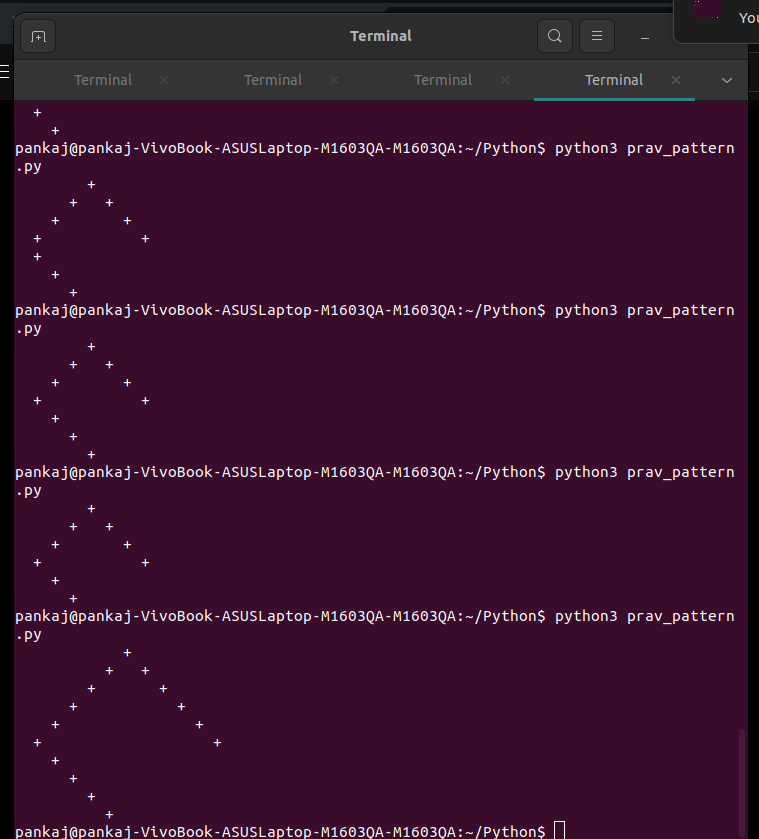 Terminal
You
Terminal × Terminal × Terminal × Terminal ×
  +
    +
pankaj@pankaj-VivoBook-ASUSLaptop-M1603QA-M1603QA:~/Python$ python3 prav_pattern
.py
        +
      +   +
    +       +
  +           +
  +
    +
      +
pankaj@pankaj-VivoBook-ASUSLaptop-M1603QA-M1603QA:~/Python$ python3 prav_pattern
.py
        +
      +   +
    +       +
  +           +
    +
      +
        +
pankaj@pankaj-VivoBook-ASUSLaptop-M1603QA-M1603QA:~/Python$ python3 prav_pattern
.py
        +
      +   +
    +       +
  +           +
    +
      +
pankaj@pankaj-VivoBook-ASUSLaptop-M1603QA-M1603QA:~/Python$ python3 prav_pattern
.py
            +
          +   +
        +       +
      +           +
    +               +
  +                   +
    +
      +
        +
          +
pankaj@pankaj-VivoBook-ASUSLaptop-M1603QA-M1603QA:~/Python$